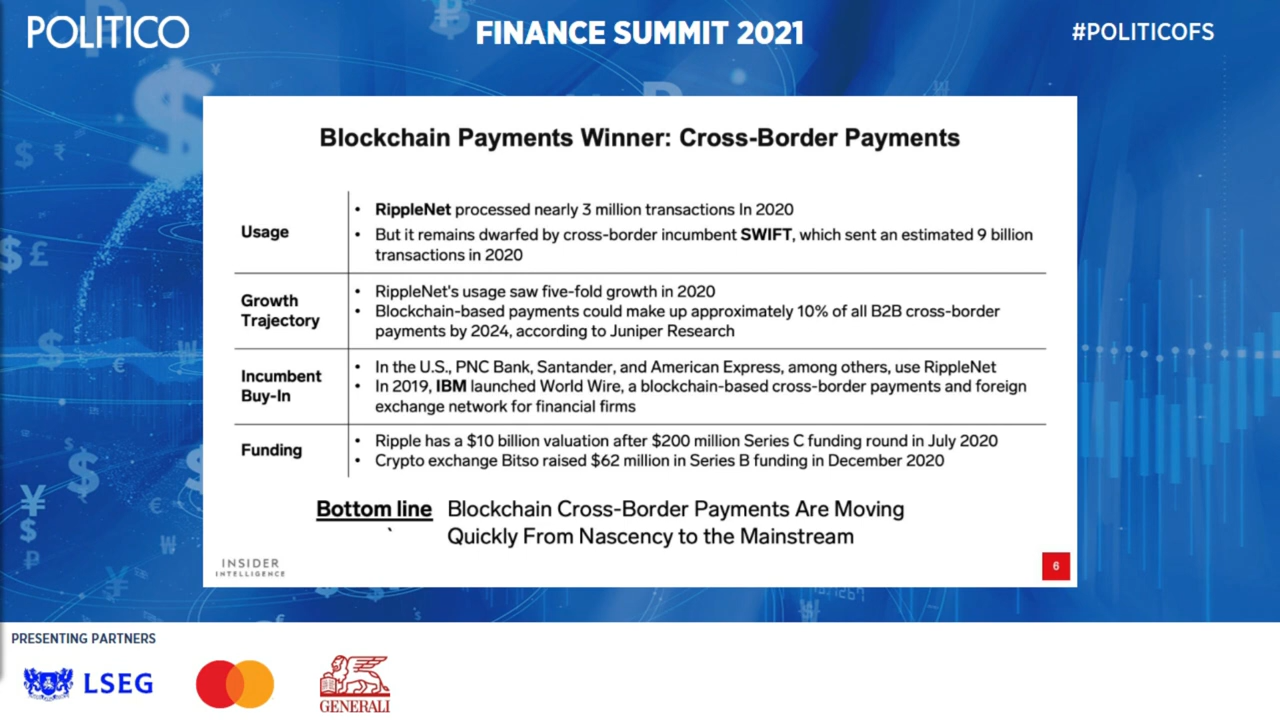 POLITICO
FINANCE SUMMIT 2021
#POLITICOFS
Blockchain Payments Winner: Cross-Border Payments
Usage
• RippleNet processed nearly 3 million transactions In 2020
• But it remains dwarfed by cross-border incumbent SWIFT, which sent an estimated 9 billion
transactions in 2020
Growth
Trajectory
• RippleNet's usage saw five-fold growth in 2020
• Blockchain-based payments could make up approximately 10% of all B2B cross-border
payments by 2024, according to Juniper Research
Incumbent
Buy-In
• In the U.S., PNC Bank, Santander, and American Express, among others, use RippleNet
• In 2019, IBM launched World Wire, a blockchain-based cross-border payments and foreign
exchange network for financial firms
Funding
• Ripple has a $10 billion valuation after $200 million Series C funding round in July 2020
• Crypto exchange Bitso raised $62 million in Series B funding in December 2020
Bottom line Blockchain Cross-Border Payments Are Moving
Quickly From Nascency to the Mainstream
INSIDER
INTELLIGENCE
6
PRESENTING PARTNERS
LSEG
GENERALI